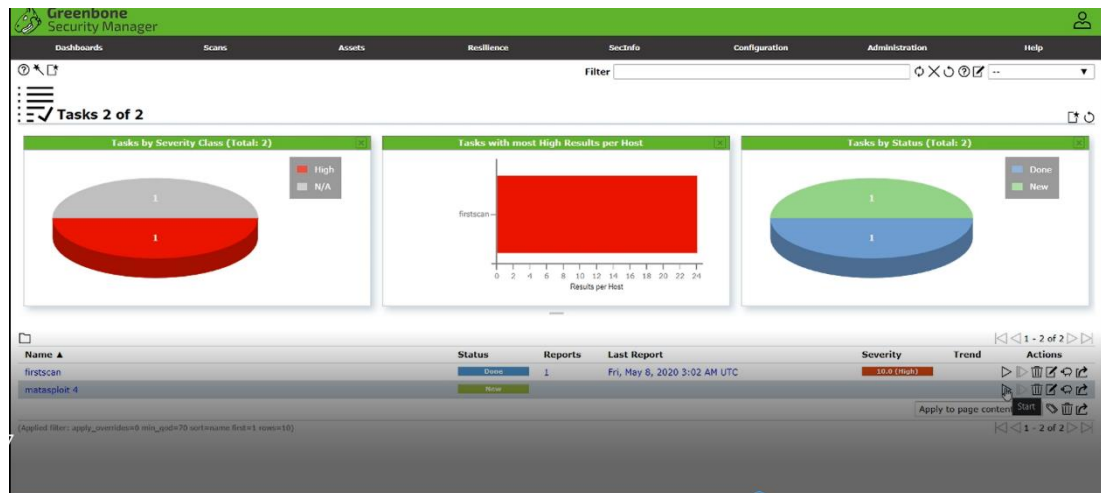 Greenbone
Security Manager
Dashboards Scans Assets Resilience SecInfo Configuration Administration Help
Filter --
Tasks 2 of 2
Tasks by Severity Class (Total: 2)
High
N/A
1
1
Tasks with most High Results per Host
firstscan
0 2 4 6 8 10 12 14 16 18 20 22 24
Results per Host
Tasks by Status (Total: 2)
Done
New
1
1
1 - 2 of 2
Name ▲ Status Reports Last Report Severity Trend Actions
firstscan Done 1 Fri, May 8, 2020 3:02 AM UTC 10.0 (High)
matasploit 4 New
Apply to page conten Start
(Applied filter: apply_overrides=0 min_qod=70 sort=name first=1 rows=10) 1 - 2 of 2
7